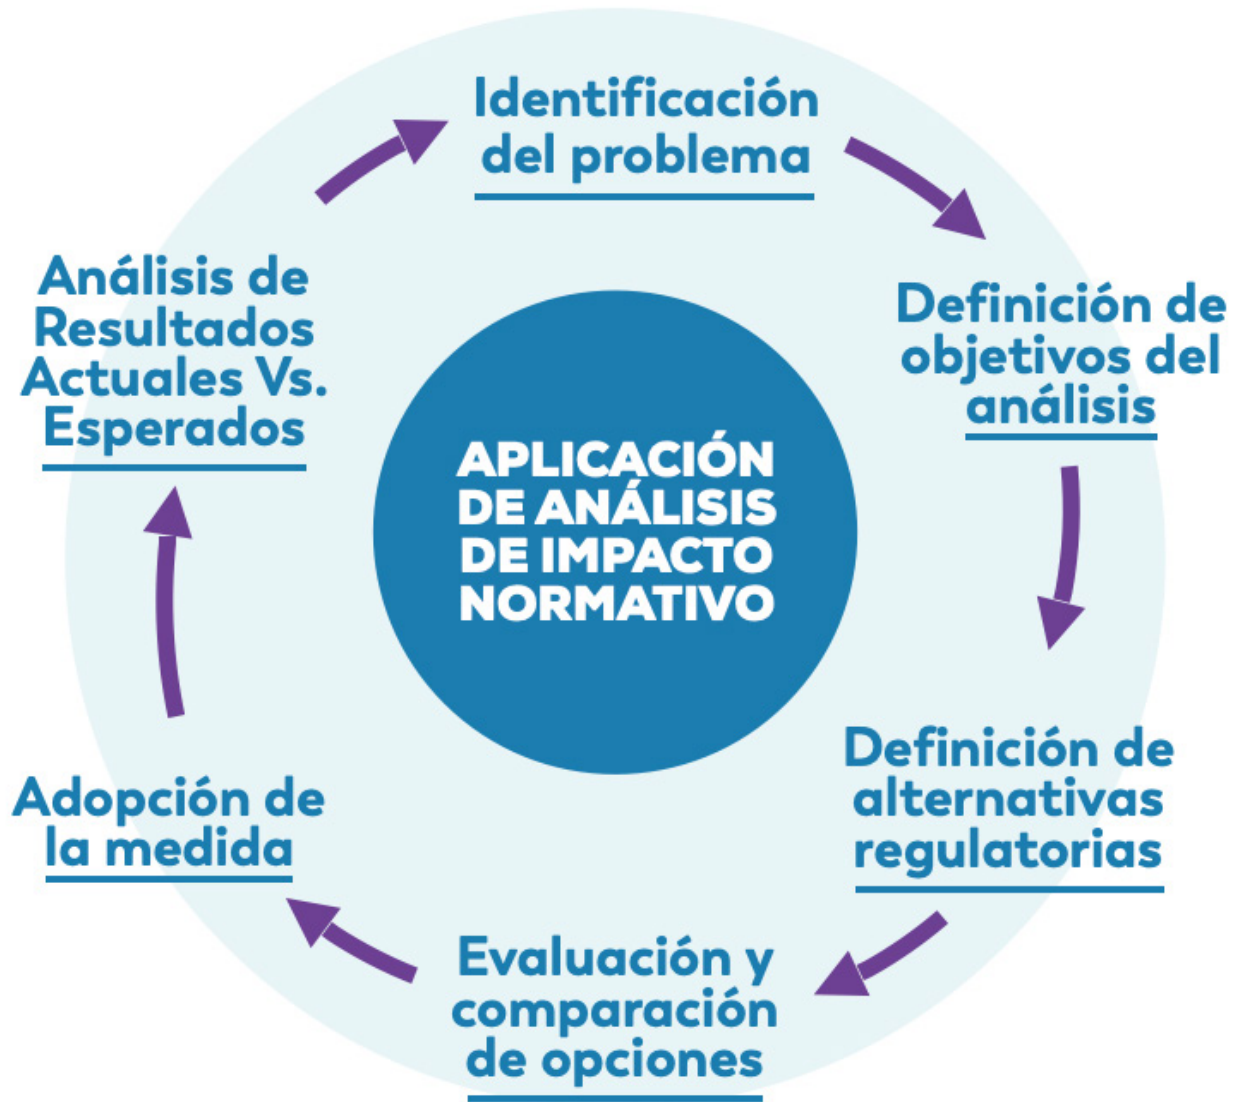 Identificación
del problema
Definición de
objetivos del
análisis
Definición de
alternativas
regulatorias
Evaluación y
comparación
de opciones
Adopción de
la medida
Análisis de
Resultados
Actuales Vs.
Esperados
APLICACIÓN
DE ANÁLISIS
DE IMPACTO
NORMATIVO